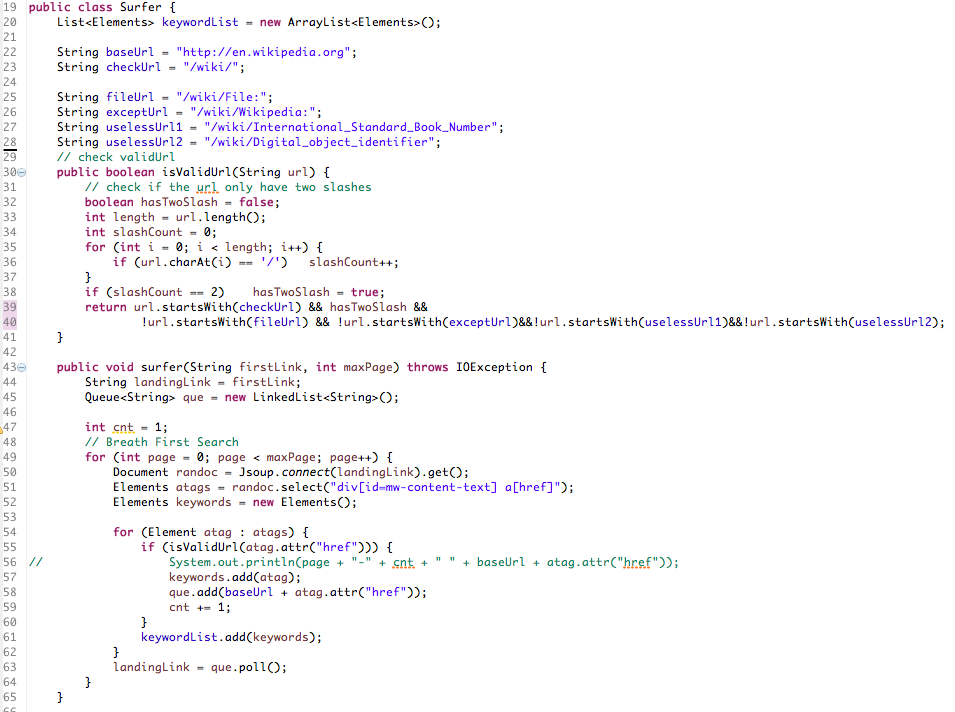 19 public class Surfer {
20     List<Elements> keywordList = new ArrayList<Elements>();
21
22     String baseUrl = "http://en.wikipedia.org";
23     String checkUrl = "/wiki/";
24
25     String fileUrl = "/wiki/File:";
26     String exceptUrl = "/wiki/Wikipedia:";
27     String uselessUrl1 = "/wiki/International_Standard_Book_Number";
28     String uselessUrl2 = "/wiki/Digital_object_identifier";
29     // check validUrl
30     public boolean isValidUrl(String url) {
31         // check if the url only have two slashes
32         boolean hasTwoSlash = false;
33         int length = url.length();
34         int slashCount = 0;
35         for (int i = 0; i < length; i++) {
36             if (url.charAt(i) == '/')   slashCount++;
37         }
38         if (slashCount == 2)    hasTwoSlash = true;
39         return url.startsWith(checkUrl) && hasTwoSlash &&
40                 !url.startsWith(fileUrl) && !url.startsWith(exceptUrl)&&!url.startsWith(uselessUrl1)&&!url.startsWith(uselessUrl2);
41     }
42
43     public void surfer(String firstLink, int maxPage) throws IOException {
44         String landingLink = firstLink;
45         Queue<String> que = new LinkedList<String>();
46
47         int cnt = 1;
48         // Breath First Search
49         for (int page = 0; page < maxPage; page++) {
50             Document randoc = Jsoup.connect(landingLink).get();
51             Elements atags = randoc.select("div[id=mw-content-text] a[href]");
52             Elements keywords = new Elements();
53
54             for (Element atag : atags) {
55                 if (isValidUrl(atag.attr("href"))) {
56 //                  System.out.println(page + "-" + cnt + " " + baseUrl + atag.attr("href"));
57                     keywords.add(atag);
58                     que.add(baseUrl + atag.attr("href"));
59                     cnt += 1;
60                 }
61                 keywordList.add(keywords);
62             }
63             landingLink = que.poll();
64         }
65     }
66